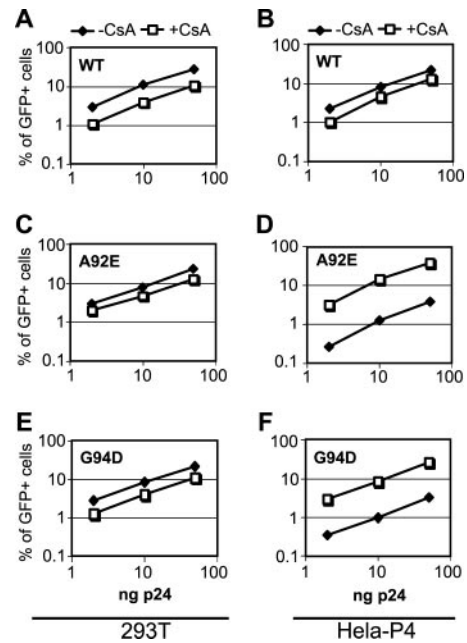 A -CsA +CsA B -CsA +CsA
% of GFP+ cells 100 10 1 0.1 WT 1 10 100
100 10 1 0.1 WT 1 10 100
C D
% of GFP+ cells 100 10 1 0.1 A92E 1 10 100
100 10 1 0.1 A92E 1 10 100
E F
% of GFP+ cells 100 10 1 0.1 G94D 1 10 100
100 10 1 0.1 G94D 1 10 100
ng p24 ng p24
293T Hela-P4